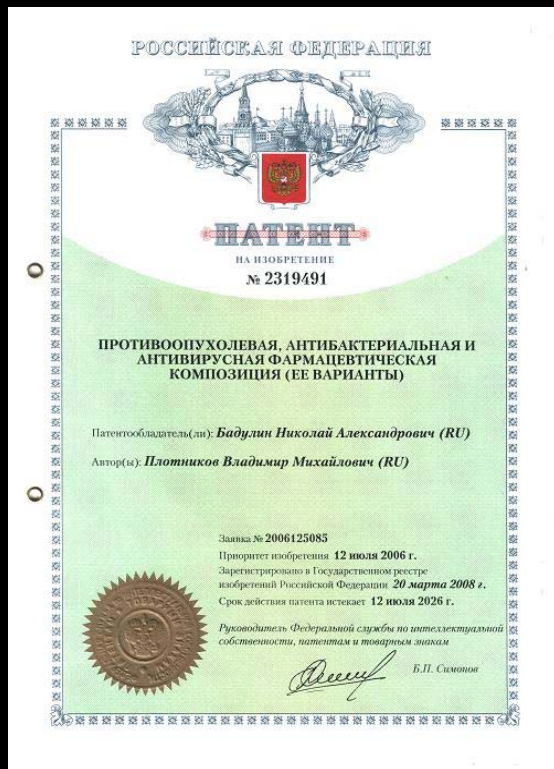 РОССИЙСКАЯ ФЕДЕРАЦИЯ
ПАТЕНТ
НА ИЗОБРЕТЕНИЕ
№ 2319491
ПРОТИВООПУХОЛЕВАЯ, АНТИБАКТЕРИАЛЬНАЯ И
АНТИВИРУСНАЯ ФАРМАЦЕВТИЧЕСКАЯ
КОМПОЗИЦИЯ (ЕЕ ВАРИАНТЫ)
Патентообладатель(ли): Бадулин Николай Александрович (RU)
Автор(ы): Плотников Владимир Михайлович (RU)
Заявка № 2006125085
Приоритет изобретения 12 июля 2006 г.
Зарегистрировано в Государственном реестре
изобретений Российской Федерации 20 марта 2008 г.
Срок действия патента истекает 12 июля 2026 г.
Руководитель Федеральной службы по интеллектуальной
собственности, патентам и товарным знакам
Б.П. Симонов